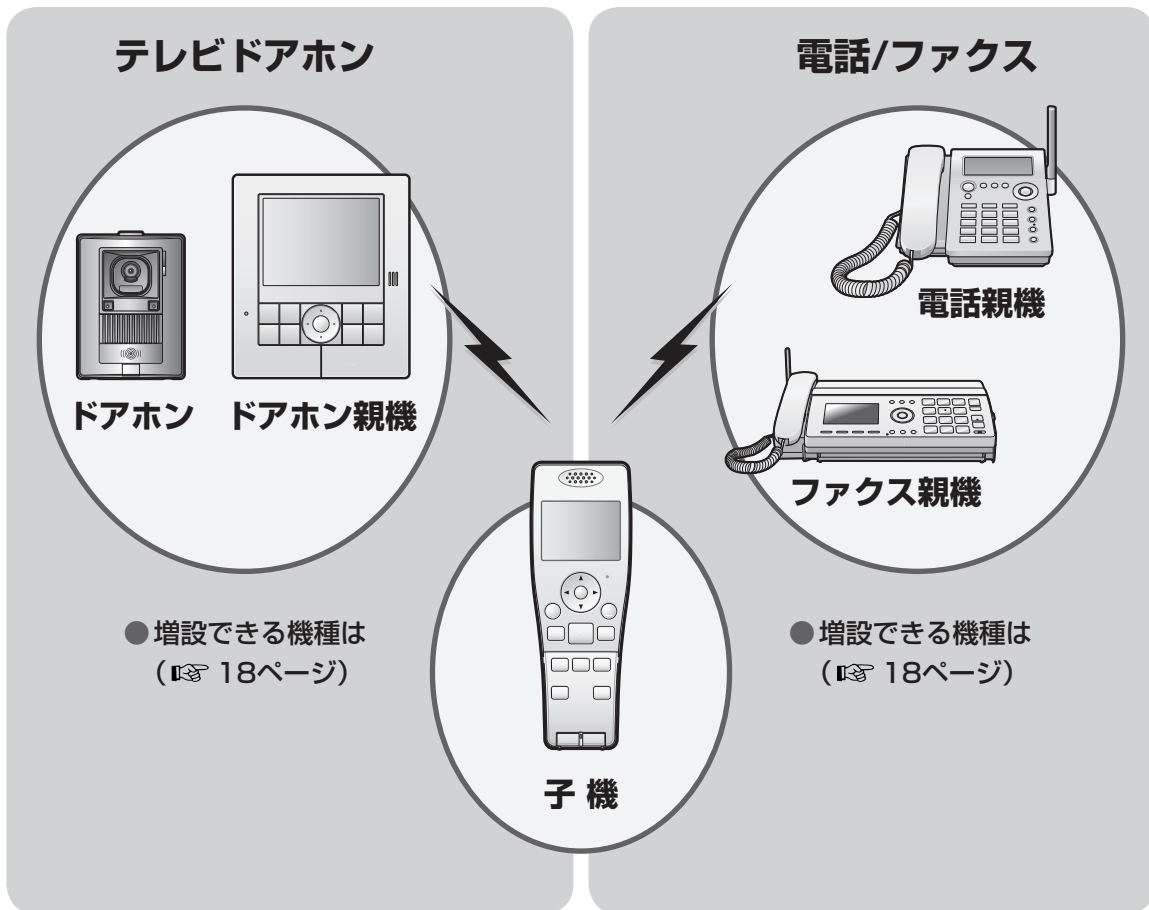 テレビドアホン
ドアホン
ドアホン親機
●増設できる機種は
(☞ 18ページ)
電話/ファクス
電話親機
ファクス親機
●増設できる機種は
(☞ 18ページ)
子 機